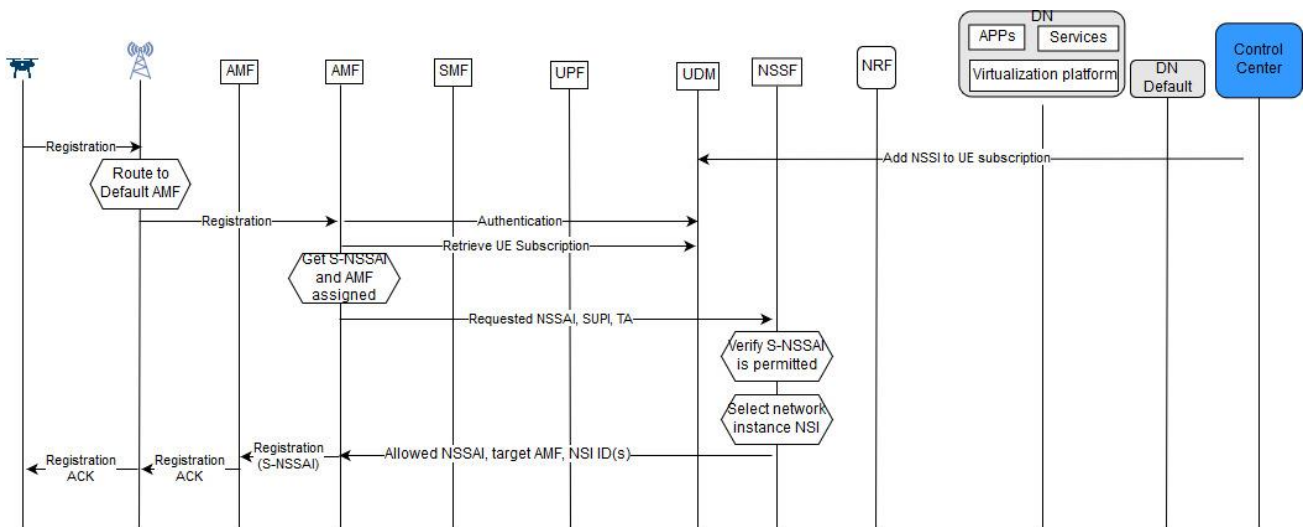 DN
APPs
Services
Virtualization platform
AMF
AMF
SMF
UPF
UDM
NSSF
NRF
DN
Default
Control
Center
Registration
Add NSSI to UE subscription
Route to
Default AMF
Registration
Authentication
Retrieve UE Subscription
Get S-NSSAI
and AMF
assigned
Requested NSSAI, SUPI, TA
Verify S-NSSAI
is permitted
Select network
instance NSI
Registration
ACK
Registration
ACK
Registration
(S-NSSAI)
Allowed NSSAI, target AMF, NSI ID(s)